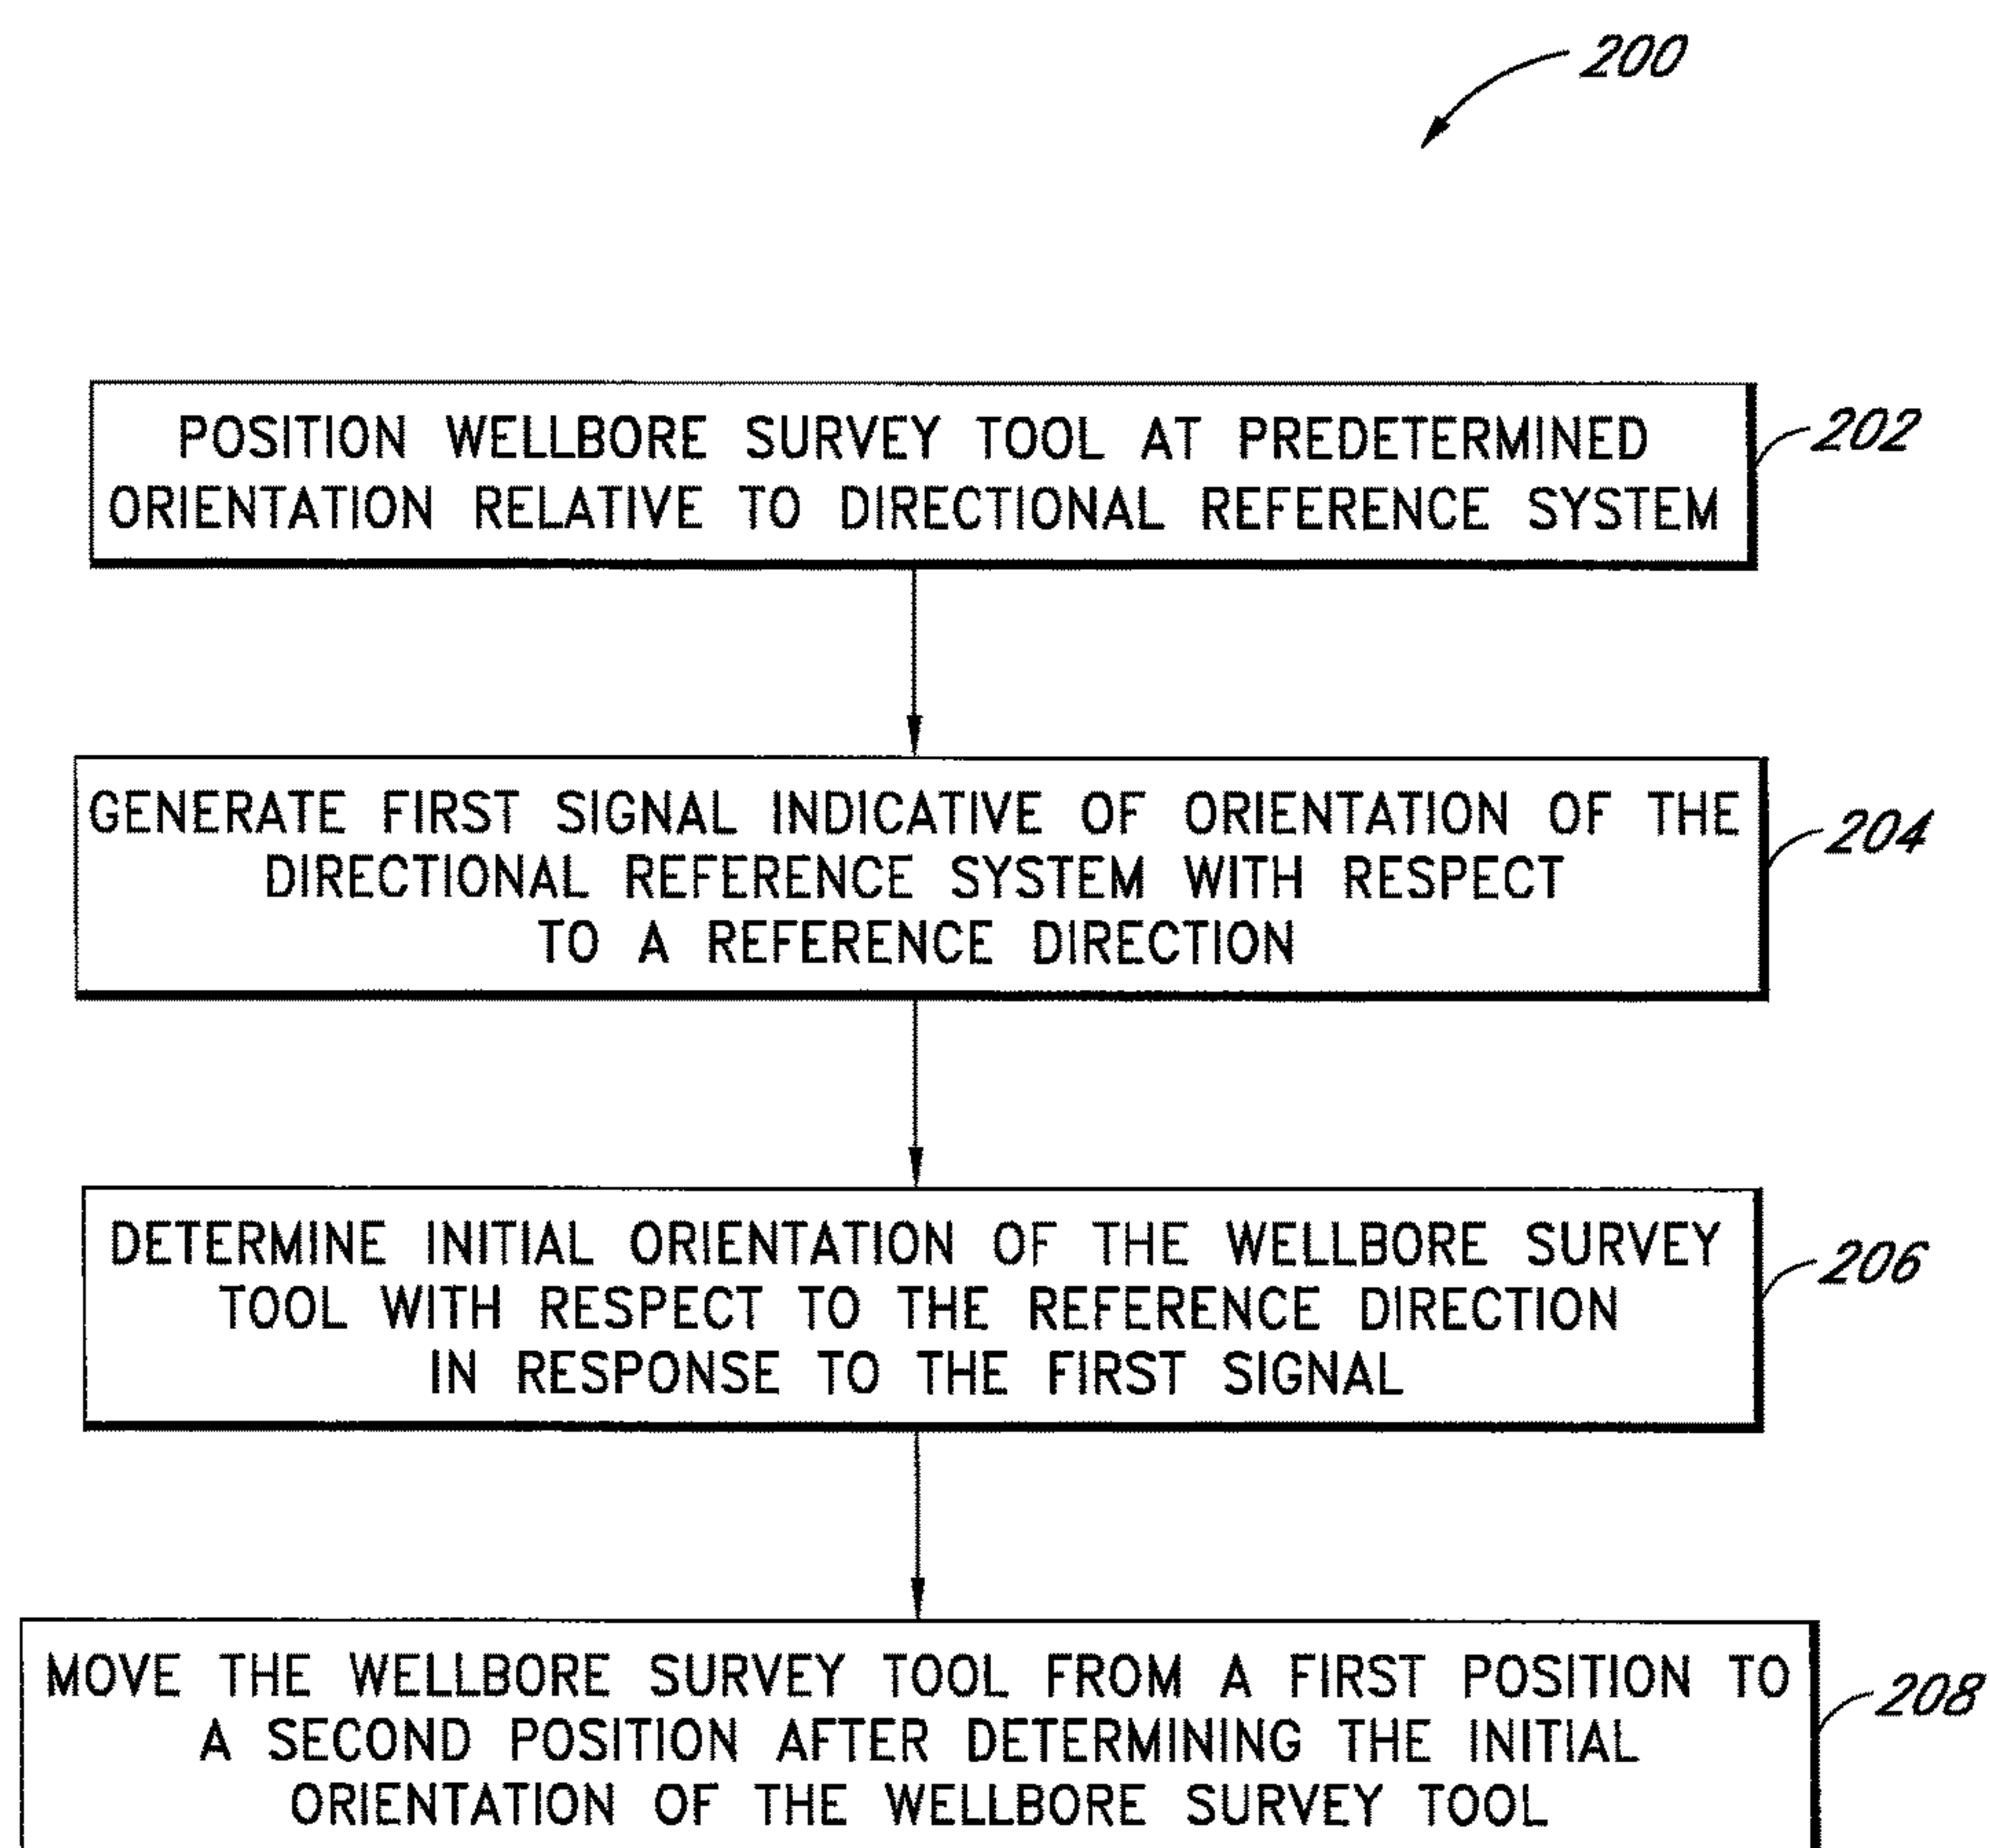 200
POSITION WELLBORE SURVEY TOOL AT PREDETERMINED
ORIENTATION RELATIVE TO DIRECTIONAL REFERENCE SYSTEM
202
GENERATE FIRST SIGNAL INDICATIVE OF ORIENTATION OF THE
DIRECTIONAL REFERENCE SYSTEM WITH RESPECT
TO A REFERENCE DIRECTION
204
DETERMINE INITIAL ORIENTATION OF THE WELLBORE SURVEY
TOOL WITH RESPECT TO THE REFERENCE DIRECTION
IN RESPONSE TO THE FIRST SIGNAL
206
MOVE THE WELLBORE SURVEY TOOL FROM A FIRST POSITION TO
A SECOND POSITION AFTER DETERMINING THE INITIAL
ORIENTATION OF THE WELLBORE SURVEY TOOL
208